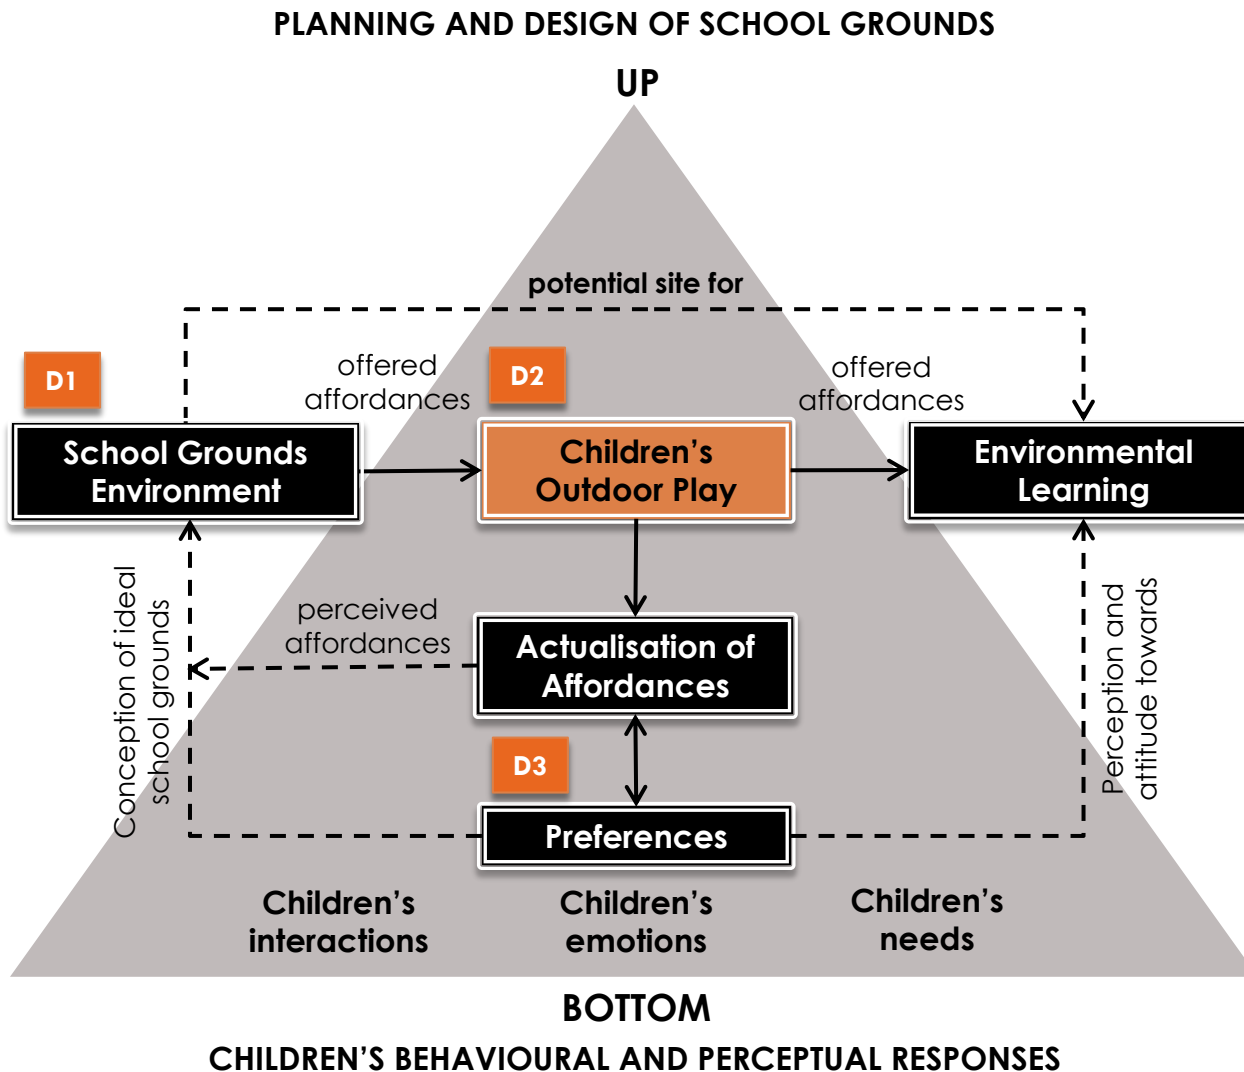 PLANNING AND DESIGN OF SCHOOL GROUNDS
UP
potential site for
D1
offered
affordances
D2
offered
affordances
School Grounds
Environment
Children's
Outdoor Play
Environmental
Learning
Conception of ideal
school grounds
perceived
affordances
Actualisation of
Affordances
Perception and
attitude towards
D3
Preferences
Children’s
interactions
Children’s
emotions
Children’s
needs
BOTTOM
CHILDREN’S BEHAVIOURAL AND PERCEPTUAL RESPONSES